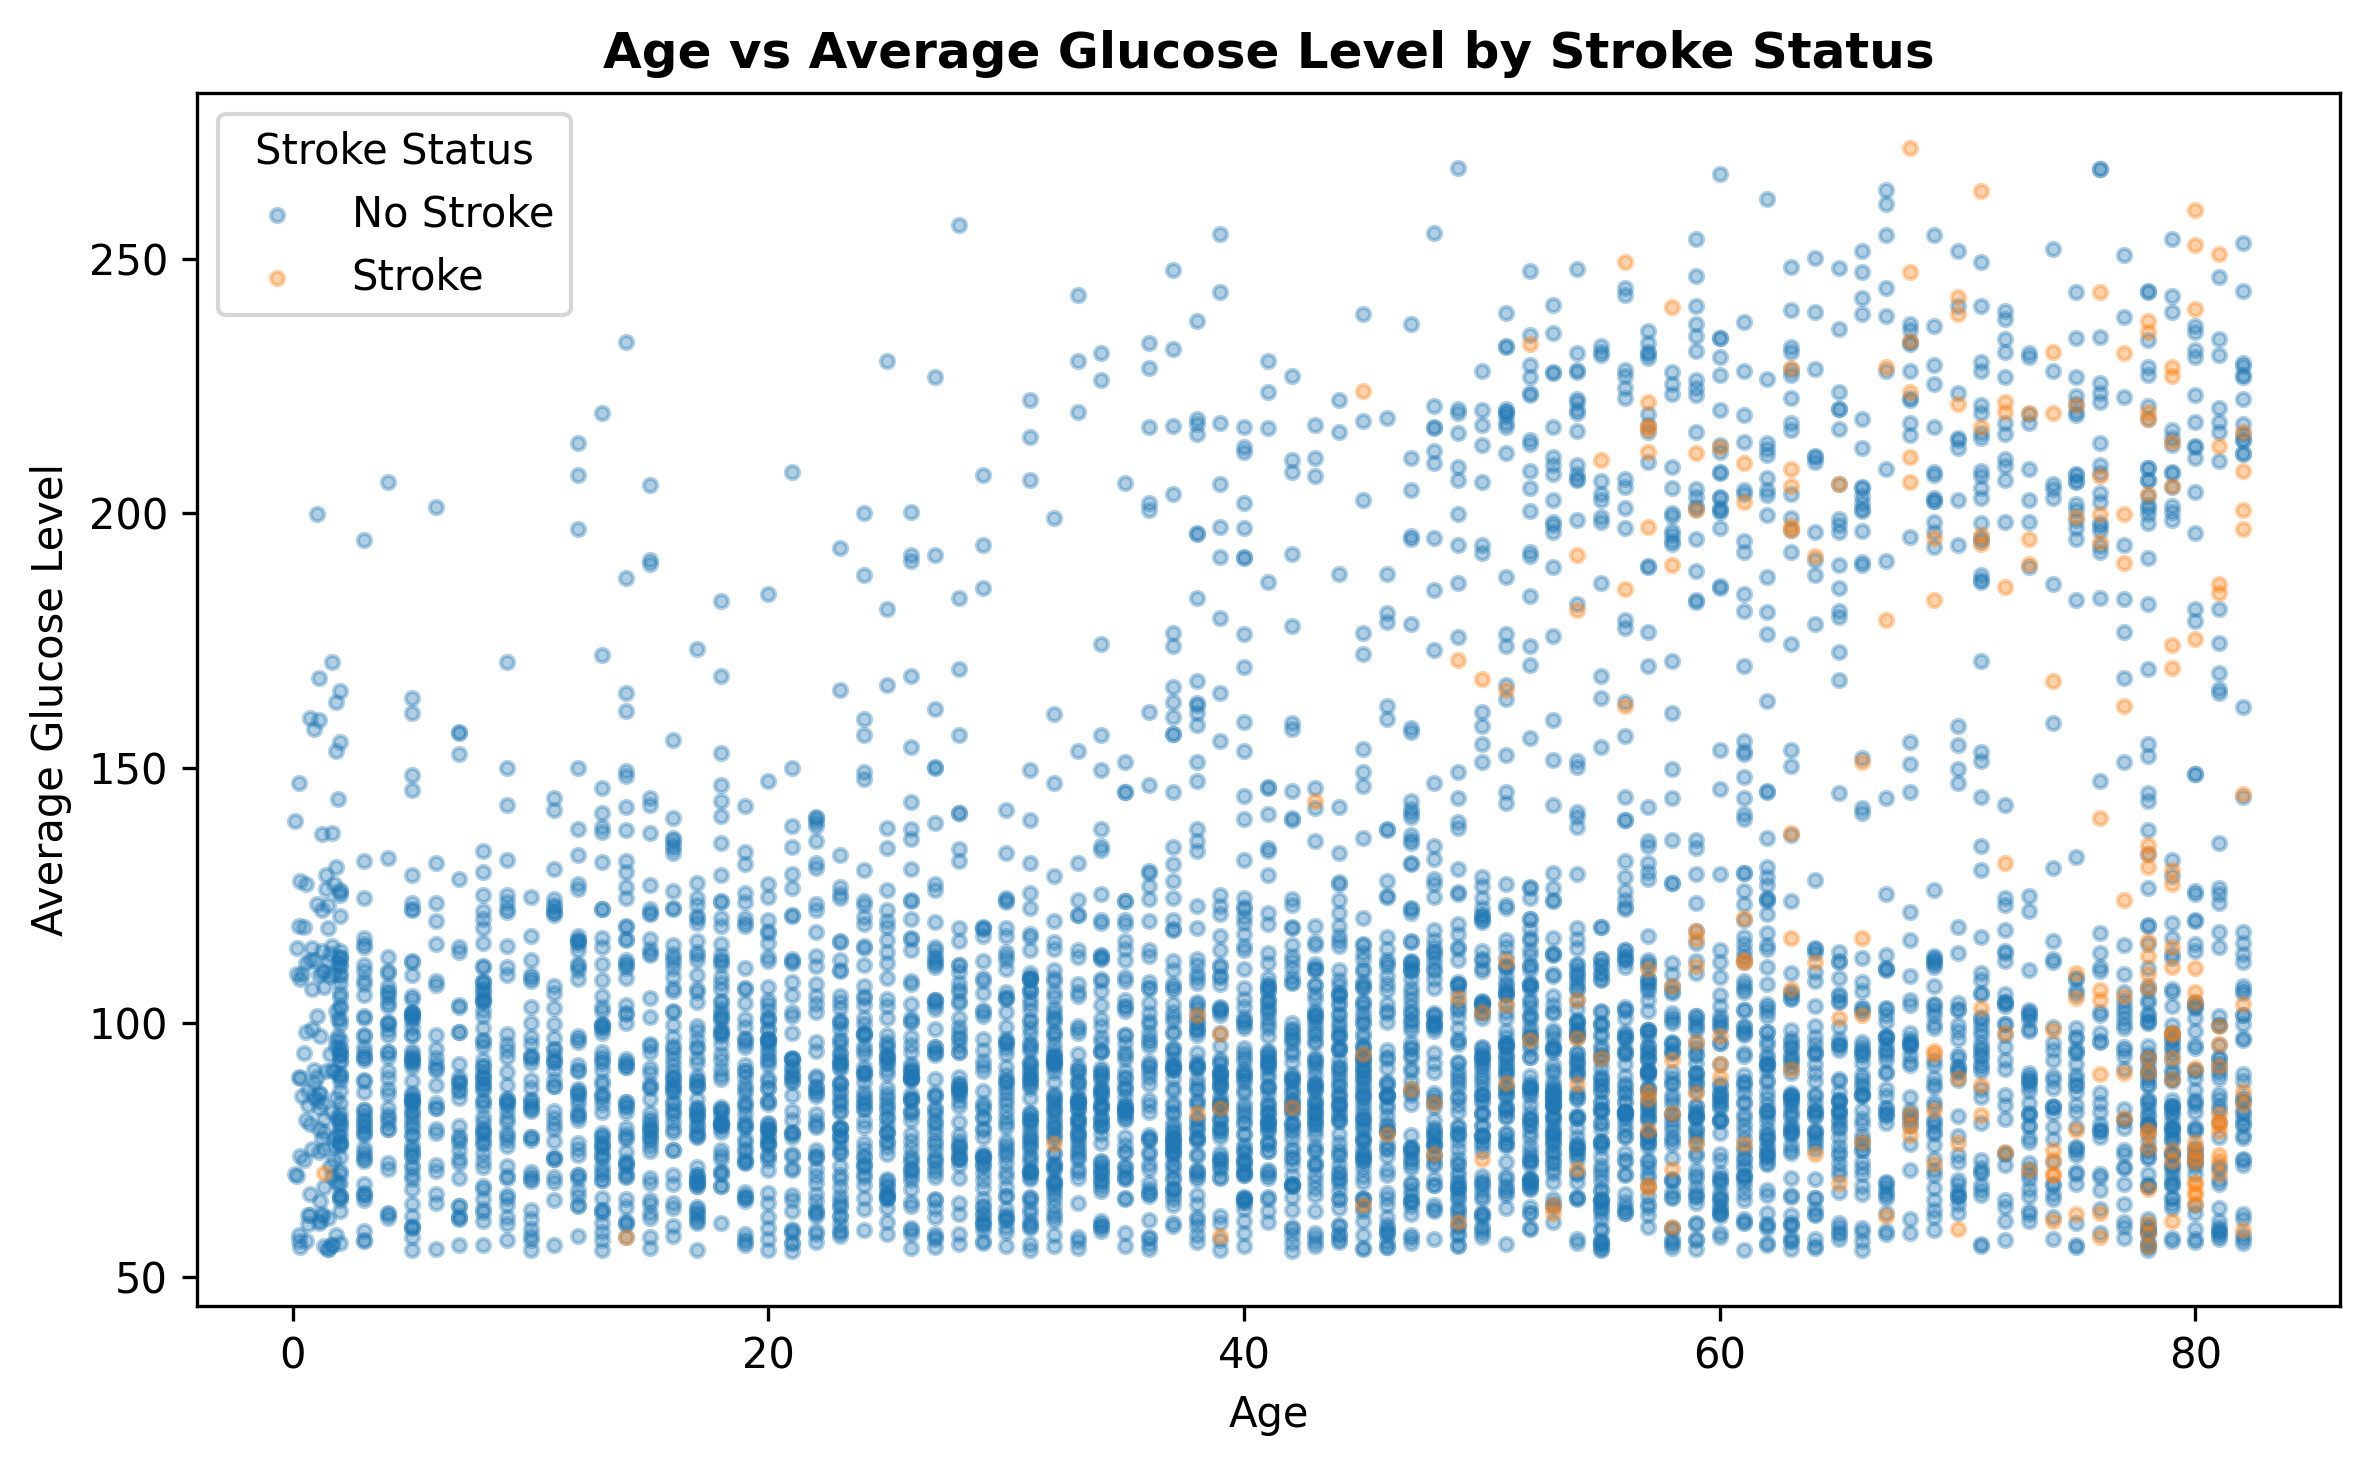 Age vs Average Glucose Level by Stroke Status
Stroke Status
No Stroke
Stroke
Average Glucose Level
250
200
150
100
50
0
20
40
60
80
Age